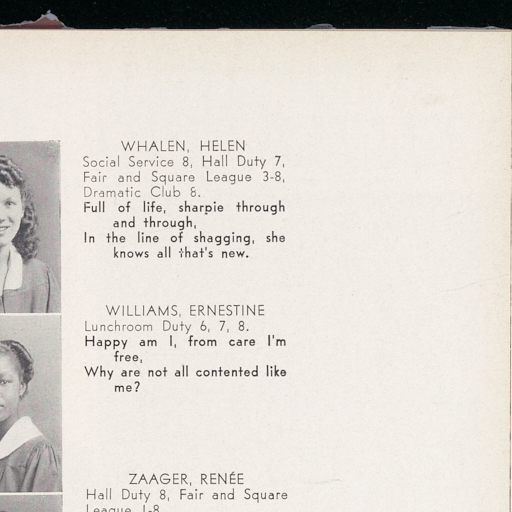 WHALEN, HELEN
Social Service 8, Hall Duty 7,
Fair and Square League 3-8,
Dramatic Club 8.
Full of life, sharpie through
and through,
In the line of shagging, she
knows all that's new.
WILLIAMS, ERNESTINE
Lunchroom Duty 6, 7, 8.
Happy am I, from care I'm
free,
Why are not all contented like
me?
ZAAGER, RENÉE
Hall Duty 8, Fair and Square
League 1-8